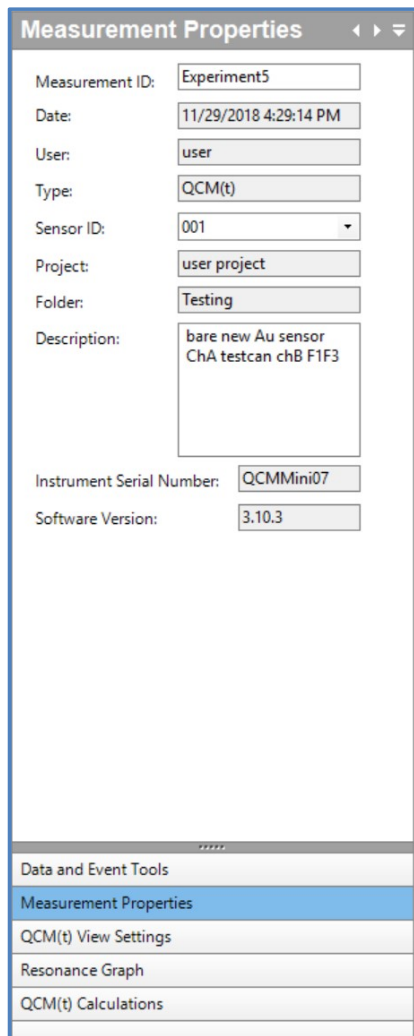 Measurement Properties
Measurement ID: Experiment5
Date: 11/29/2018 4:29:14 PM
User: user
Type: QCM(t)
Sensor ID: 001
Project: user project
Folder: Testing
Description: bare new Au sensor
ChA testcan chB F1F3
Instrument Serial Number: QCMMini07
Software Version: 3.10.3
Data and Event Tools
Measurement Properties
QCM(t) View Settings
Resonance Graph
QCM(t) Calculations